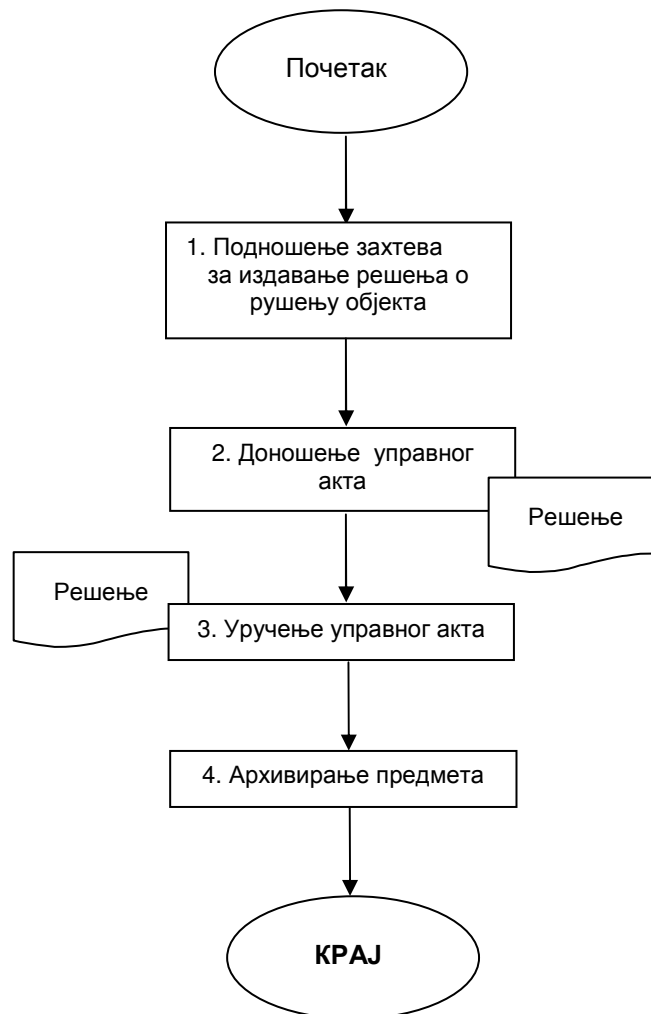 Почетак
1. Подношење захтева
за издавање решења о
рушењу објекта
2. Доношење управног
акта
Решење
Решење
3. Уручење управног акта
4. Архивирање предмета
КРАЈ